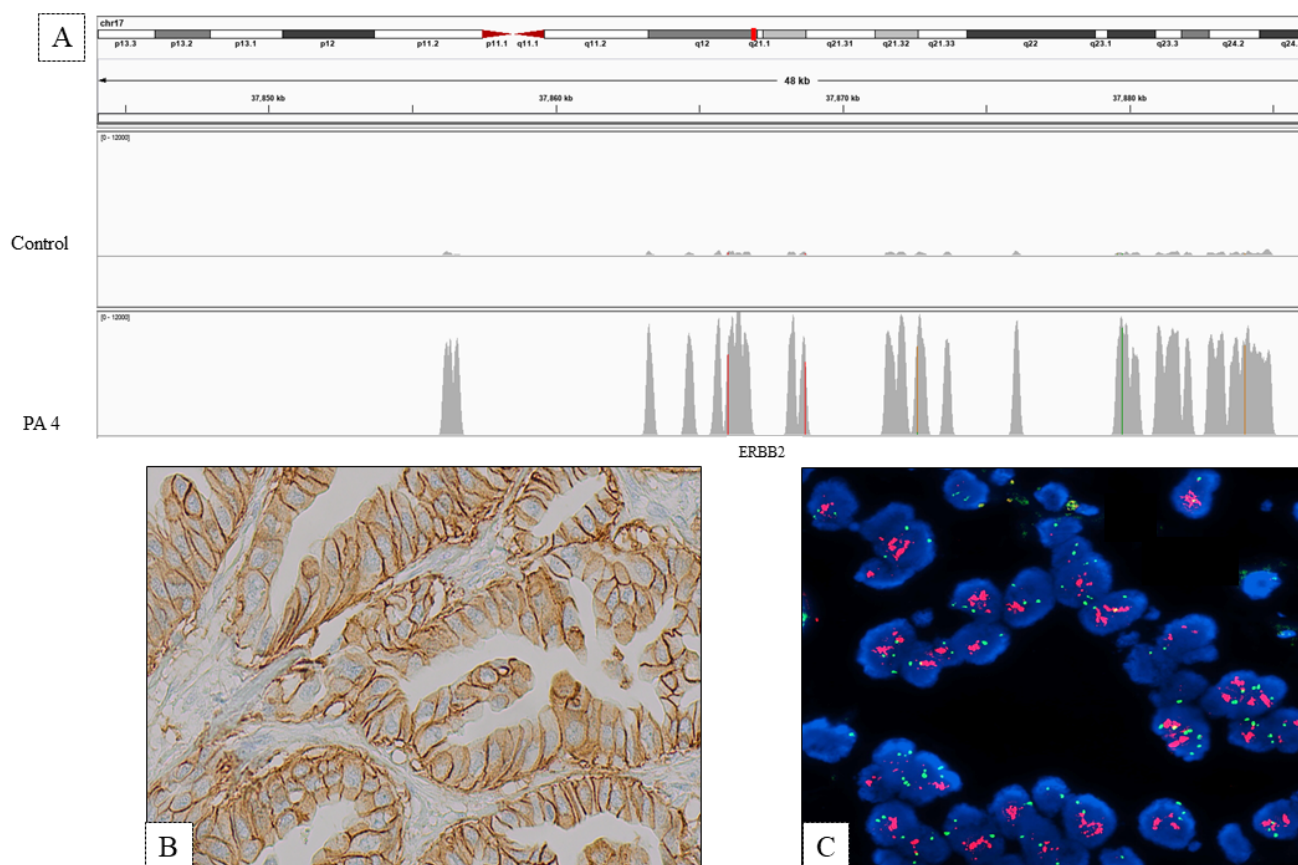 A
chr17
p13.3 p13.2 p13.1 p12 p11.2 p11.1 q11.1 q11.2 q12 q21.1 q21.31 q21.32 q21.33 q22 q23.1 q23.3 q24.2 q24.
48 kb
37,850 kb 37,860 kb 37,870 kb 37,880 kb
[0 - 12000]
Control
[0 - 12000]
PA 4
ERBB2
B
C